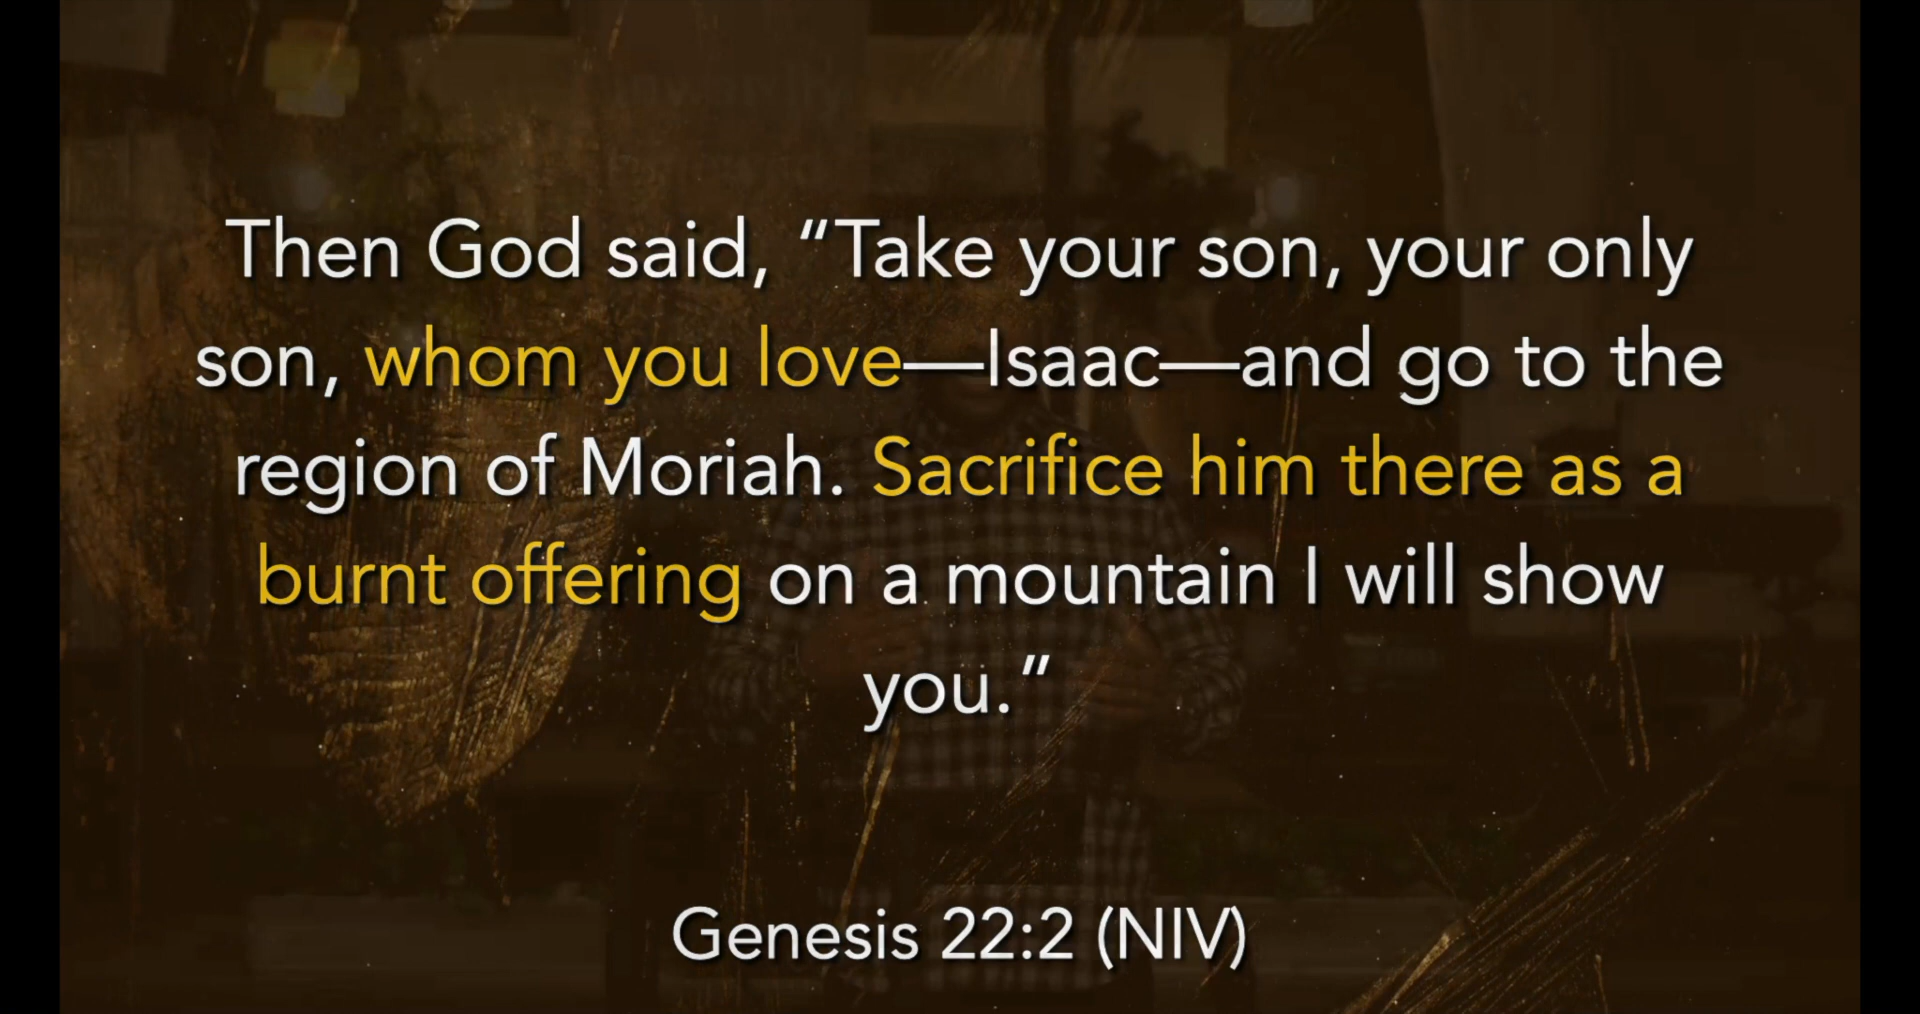 Then God said, “Take your son, your only
son, whom you love—Isaac—and go to the
region of Moriah. Sacrifice him there as a
burnt offering on a mountain I will show
you.”
Genesis 22:2 (NIV)